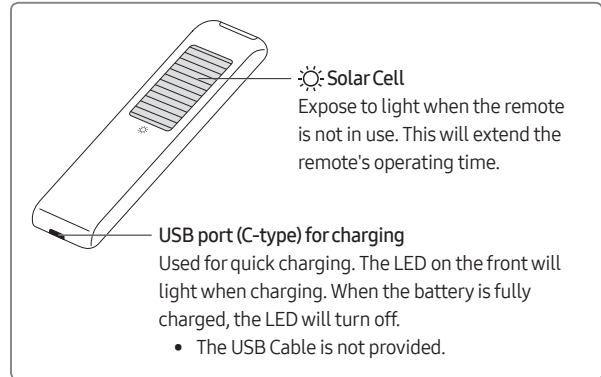 Solar Cell
Expose to light when the remote
is not in use. This will extend the
remote's operating time.
USB port (C-type) for charging
Used for quick charging. The LED on the front will
light when charging. When the battery is fully
charged, the LED will turn off.
• The USB Cable is not provided.